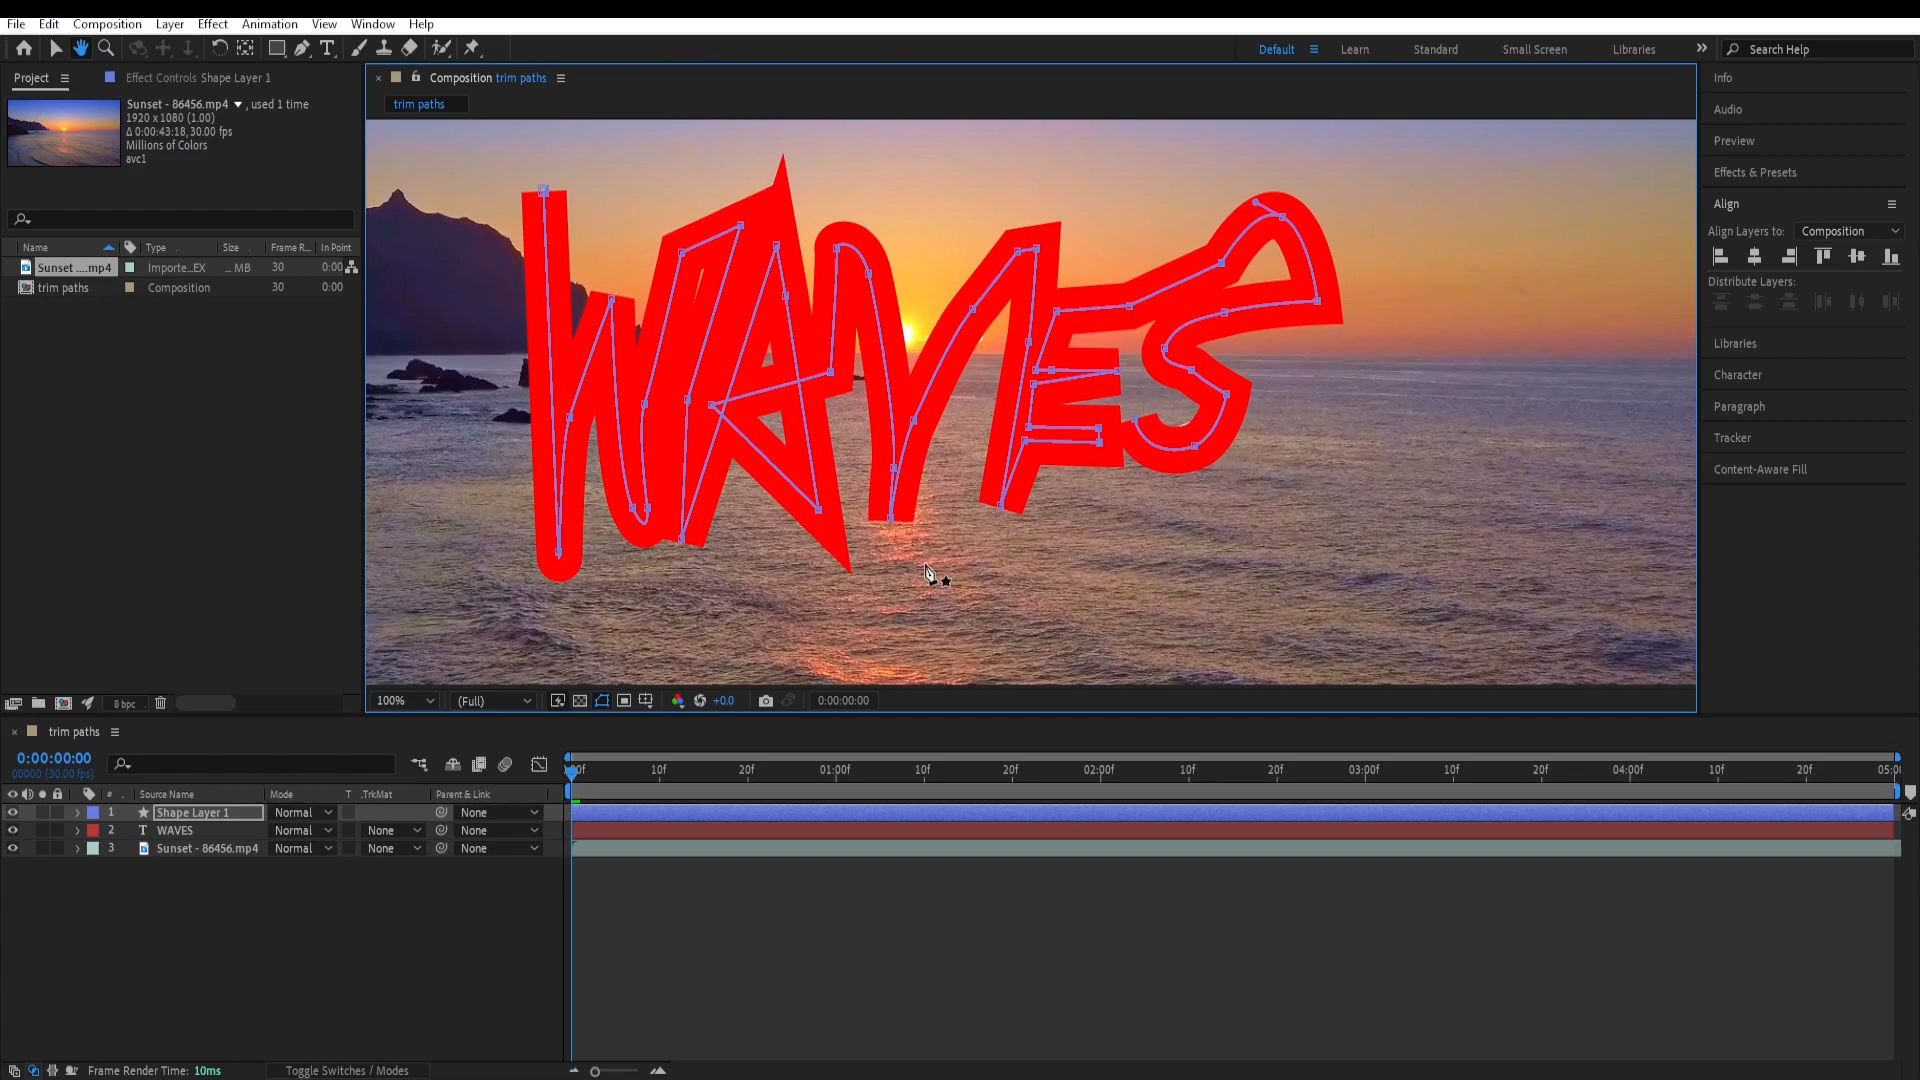 File Edit Composition Layer Effect Animation View Window Help
Default Learn Standard Small Screen Libraries Search Help
Project Effect Controls Shape Layer 1
Sunset - 86456.mp4 , used 1 time
1920 x 1080 (1.00)
Δ 0:00:43:18, 30.00 fps
Millions of Colors
avc1
Name Type Size Frame R... In Point
Sunset ....mp4 Importe...EX ... MB 30 0:00
trim paths Composition 30 0:00
8 bpc
Composition trim paths
trim paths
WAVES
100% (Full) +0.0 0:00:00:00
Info
Audio
Preview
Effects & Presets
Align
Align Layers to: Composition
Distribute Layers:
Libraries
Character
Paragraph
Tracker
Content-Aware Fill
trim paths
0:00:00:00
00000 (30.00 fps)
10f 20f 01:00f 10f 20f 02:00f 10f 20f 03:00f 10f 20f 04:00f 10f 20f
# Source Name Mode T .TrkMat Parent & Link
1 Shape Layer 1 Normal None
2 T WAVES Normal None None
3 Sunset - 86456.mp4 Normal None None
Frame Render Time: 10ms Toggle Switches / Modes